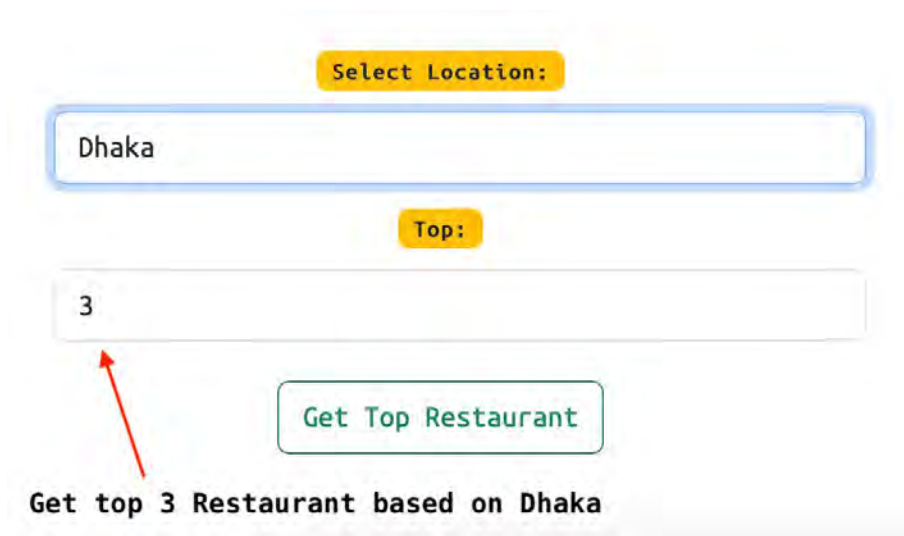 Select Location:
Dhaka
Top:
3
Get Top Restaurant
Get top 3 Restaurant based on Dhaka